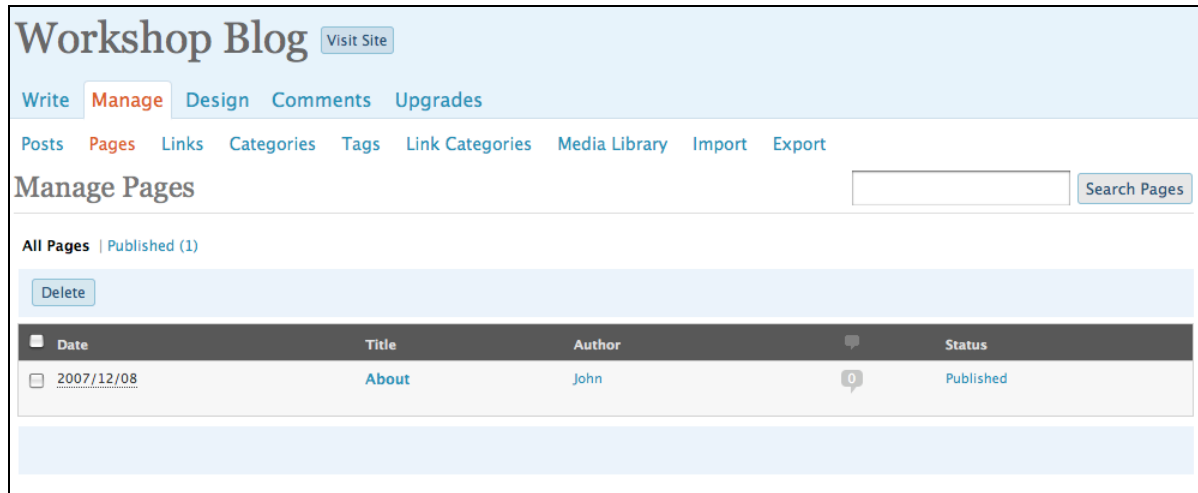 Workshop Blog Visit Site
Write Manage Design Comments Upgrades
Posts Pages Links Categories Tags Link Categories Media Library Import Export
Manage Pages Search Pages
All Pages | Published (1)
Delete
Date Title Author Status
2007/12/08 About John 0 Published